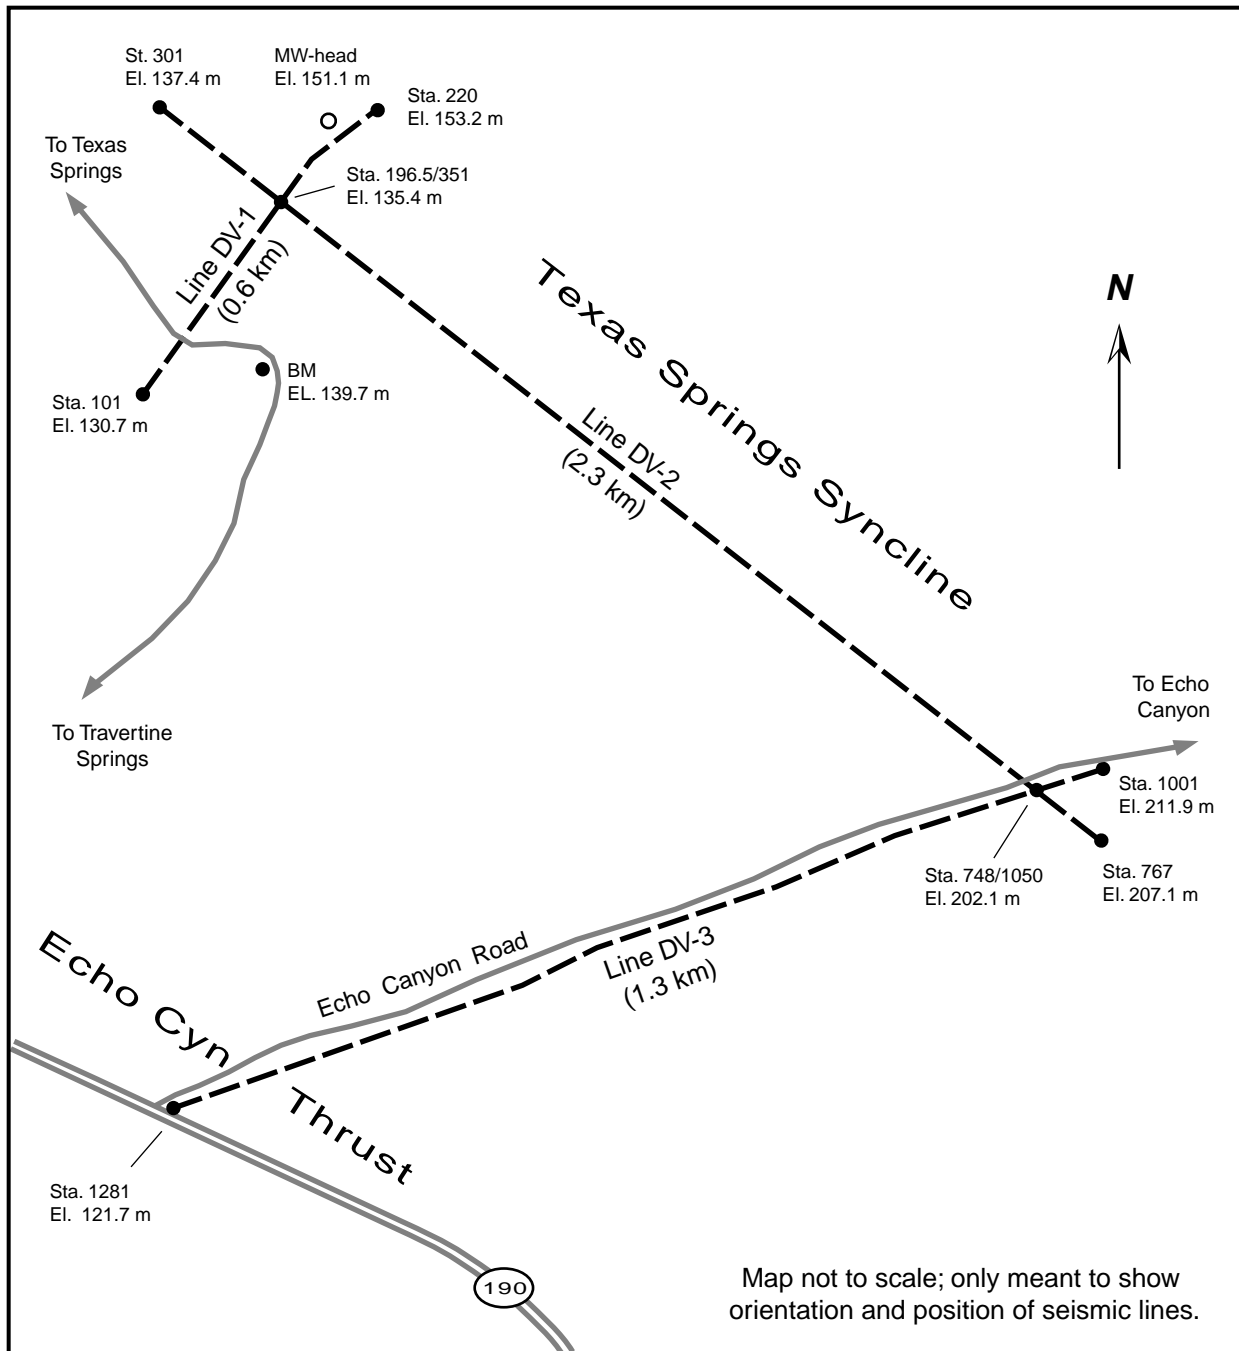 St. 301
El. 137.4 m
MW-head
El. 151.1 m
Sta. 220
El. 153.2 m
To Texas
Springs
Sta. 196.5/351
El. 135.4 m
Line DV-1
(0.6 km)
Texas Springs Syncline
N
BM
EL. 139.7 m
Sta. 101
El. 130.7 m
Line DV-2
(2.3 km)
To Travertine
Springs
To Echo
Canyon
Sta. 1001
El. 211.9 m
Sta. 748/1050
El. 202.1 m
Sta. 767
El. 207.1 m
Echo Canyon Road
Line DV-3
(1.3 km)
Echo Cyn
Thrust
Sta. 1281
El. 121.7 m
190
Map not to scale; only meant to show
orientation and position of seismic lines.